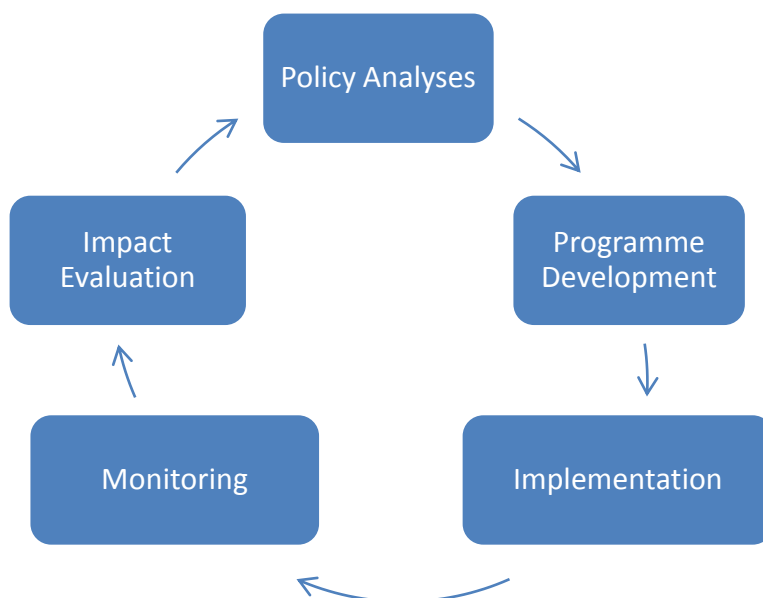 Policy Analyses
Programme
Development
Implementation
Monitoring
Impact
Evaluation